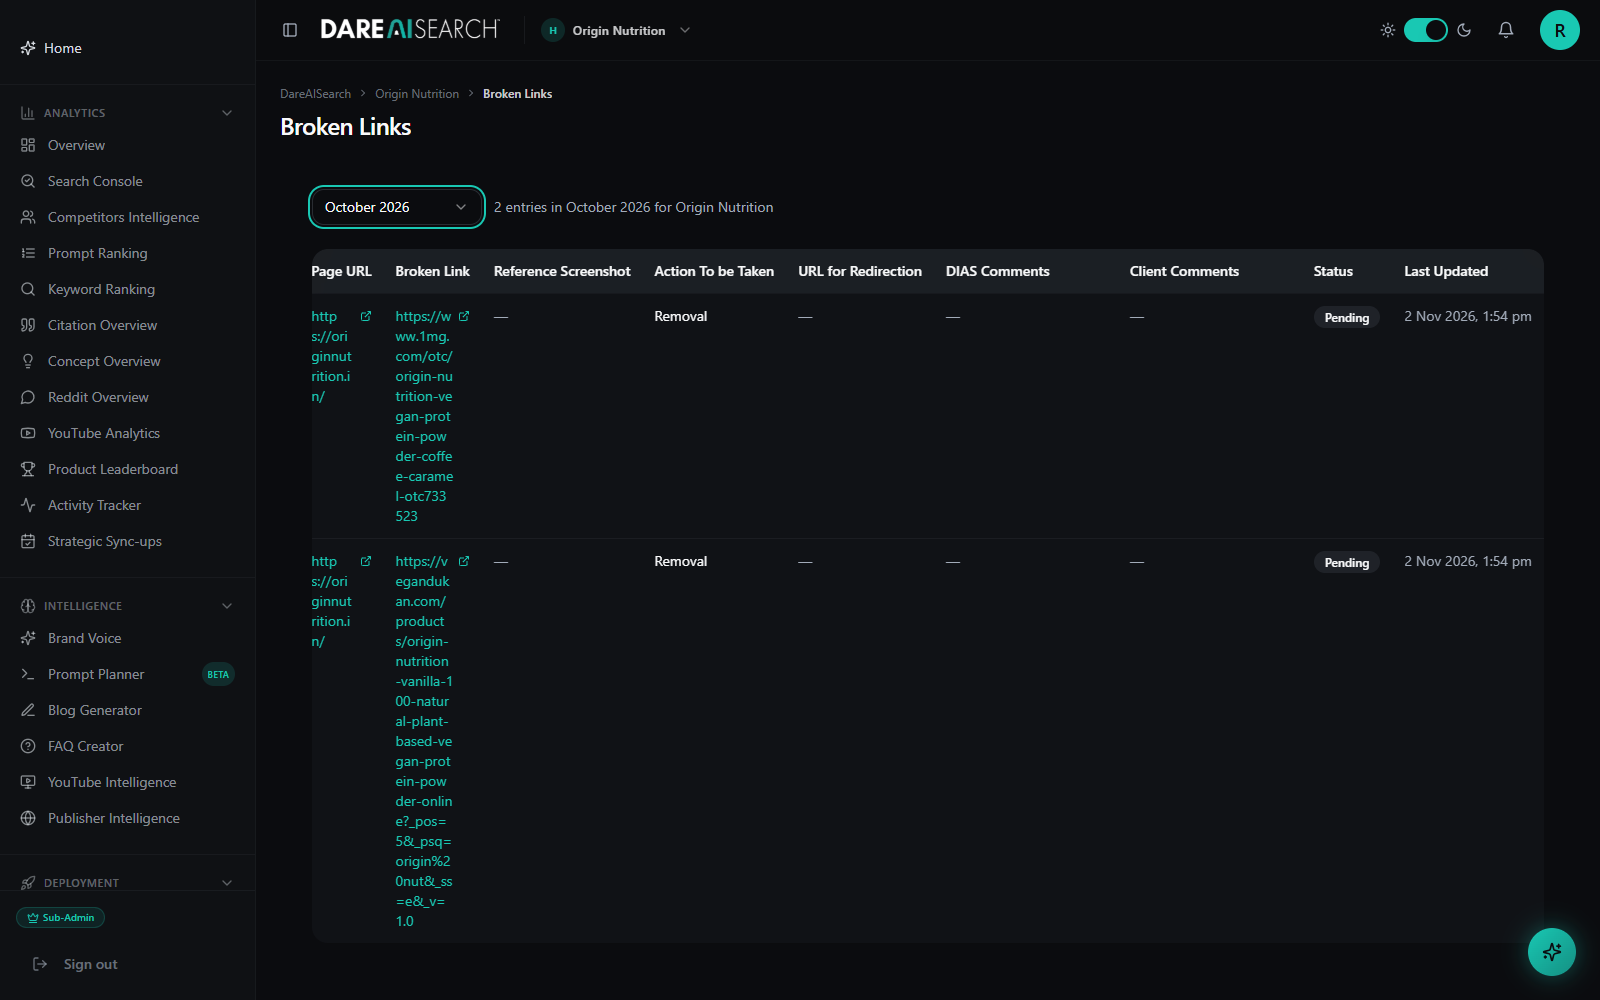 Home
ANALYTICS
Overview
Search Console
Competitors Intelligence
Prompt Ranking
Keyword Ranking
Citation Overview
Concept Overview
Reddit Overview
YouTube Analytics
Product Leaderboard
Activity Tracker
Strategic Sync-ups
INTELLIGENCE
Brand Voice
Prompt Planner BETA
Blog Generator
FAQ Creator
YouTube Intelligence
Publisher Intelligence
DEPLOYMENT
Sub-Admin
Sign out
DARE AI SEARCH
H Origin Nutrition
R
DareAISearch > Origin Nutrition > Broken Links
Broken Links
October 2026
2 entries in October 2026 for Origin Nutrition
Page URL Broken Link Reference Screenshot Action To be Taken URL for Redirection DIAS Comments Client Comments Status Last Updated
http
s://ori
ginnut
rition.i
n/
https://w
ww.1mg.
com/otc/
origin-nu
trition-ve
gan-prot
ein-pow
der-coffe
e-carame
l-otc733
523
—
Removal
—
—
—
Pending
2 Nov 2026, 1:54 pm
http
s://ori
ginnut
rition.i
n/
https://v
eganduk
an.com/
product
s/origin-
nutrition
-vanilla-1
00-natur
al-plant-
based-ve
gan-prot
ein-pow
der-onlin
e?_pos=
5&_psq=
origin%2
0nut&_ss
=e&_v=
1.0
—
Removal
—
—
—
Pending
2 Nov 2026, 1:54 pm